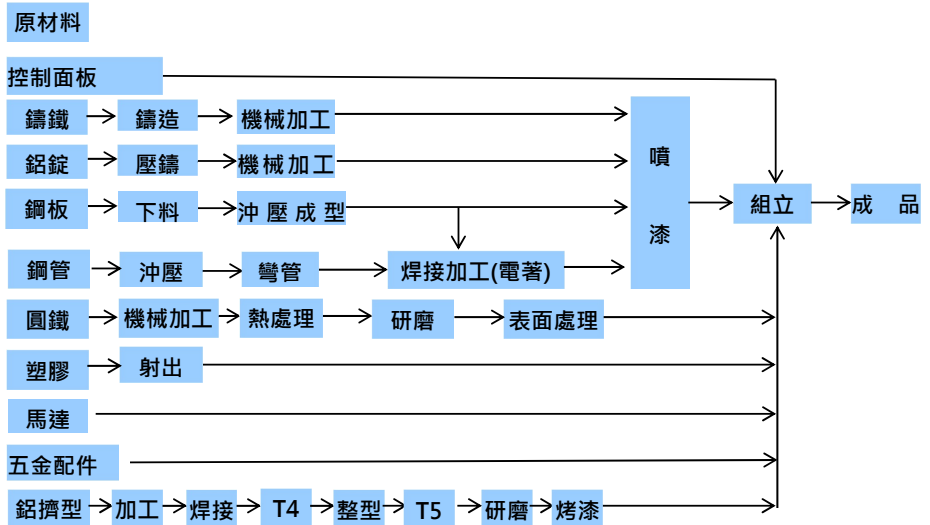 原材料
控制面板
鑄鐵 鑄造 機械加工
鋁錠 壓鑄 機械加工
鋼板 下料 沖壓成型
噴漆
組立 成 品
鋼管 沖壓 彎管 焊接加工(電著)
圓鐵 機械加工 熱處理 研磨 表面處理
塑膠 射出
馬達
五金配件
鋁擠型 加工 焊接 T4 整型 T5 研磨 烤漆